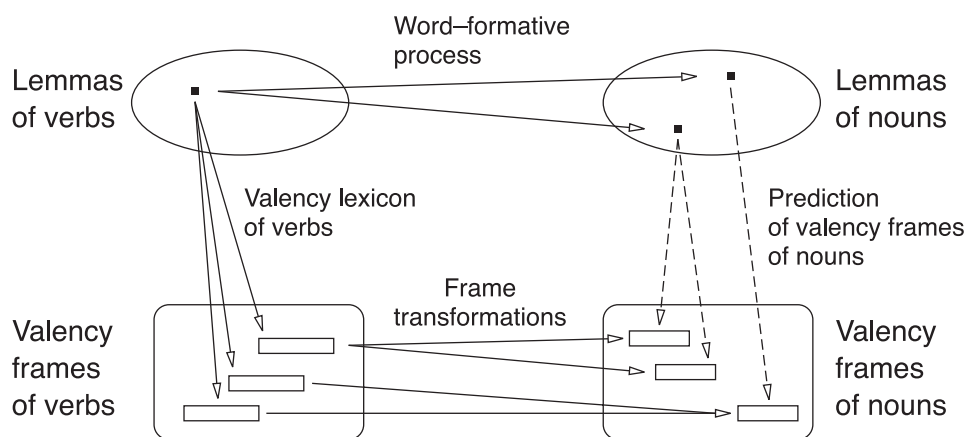 Word–formative
process
Lemmas
of verbs
Lemmas
of nouns
Valency lexicon
of verbs
Prediction
of valency frames
of nouns
Frame
transformations
Valency
frames
of verbs
Valency
frames
of nouns